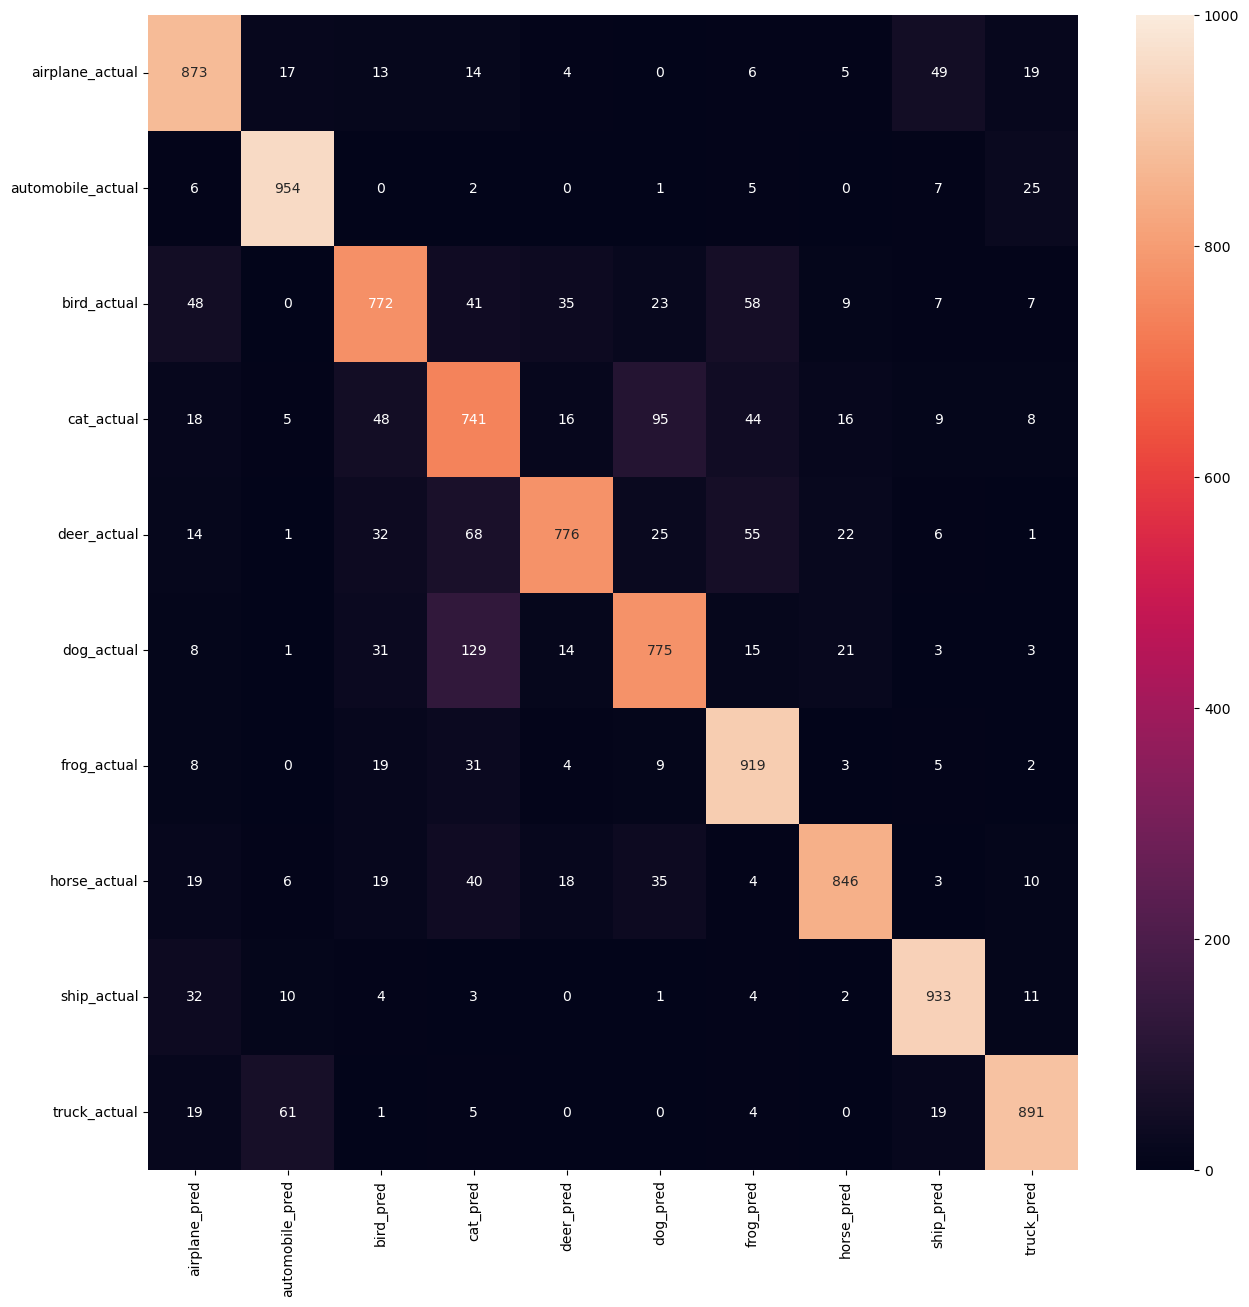 airplane_actual 873 17 13 14 4 0 6 5 49 19
automobile_actual 6 954 0 2 0 1 5 0 7 25
bird_actual 48 0 772 41 35 23 58 9 7 7
cat_actual 18 5 48 741 16 95 44 16 9 8
deer_actual 14 1 32 68 776 25 55 22 6 1
dog_actual 8 1 31 129 14 775 15 21 3 3
frog_actual 8 0 19 31 4 9 919 3 5 2
horse_actual 19 6 19 40 18 35 4 846 3 10
ship_actual 32 10 4 3 0 1 4 2 933 11
truck_actual 19 61 1 5 0 0 4 0 19 891
airplane_pred
automobile_pred
bird_pred
cat_pred
deer_pred
dog_pred
frog_pred
horse_pred
ship_pred
truck_pred
1000
800
600
400
200
0